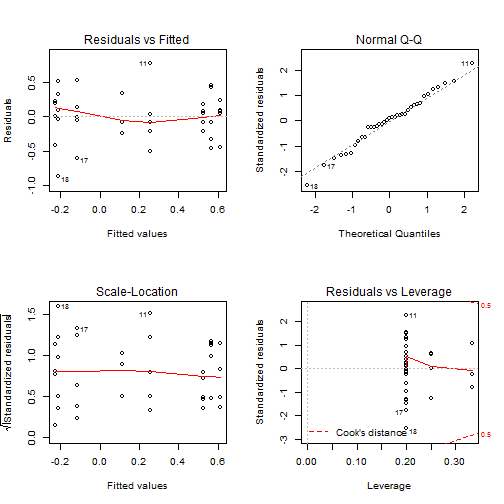 Residuals vs Fitted
Residuals
0.5
0.0
-0.5
-1.0
11
17
18
-0.2 0.0 0.2 0.4 0.6
Fitted values
Normal Q-Q
Standardized residuals
2
1
0
-1
-2
11
17
18
-2 -1 0 1 2
Theoretical Quantiles
Scale-Location
√|Standardized residuals|
1.5
1.0
0.5
0.0
18
11
17
-0.2 0.0 0.2 0.4 0.6
Fitted values
Residuals vs Leverage
Standardized residuals
2
1
0
-1
-2
-3
0.5
11
17
18
Cook's distance
0.5
0.00 0.10 0.20 0.30
Leverage